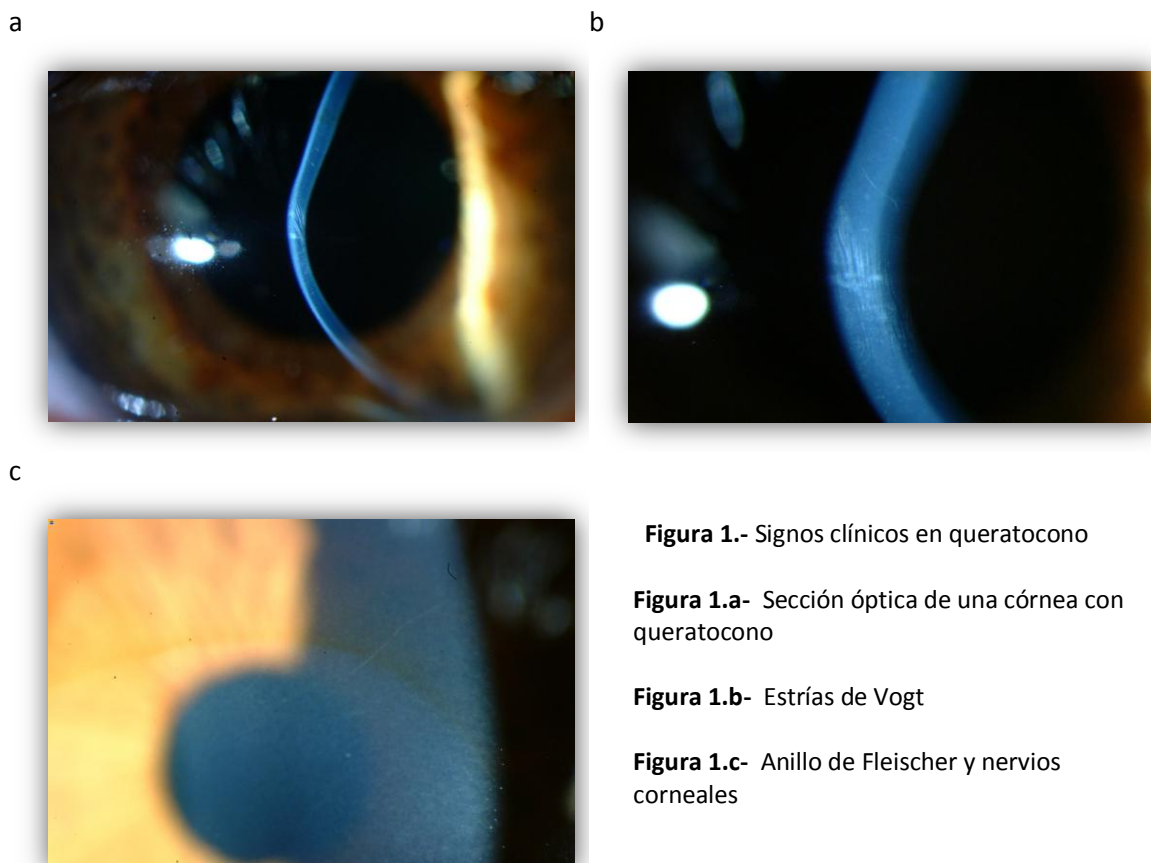 a
b
c
Figura 1.- Signos clínicos en queratocono
Figura 1.a- Sección óptica de una córnea con
queratocono
Figura 1.b- Estrías de Vogt
Figura 1.c- Anillo de Fleischer y nervios
corneales